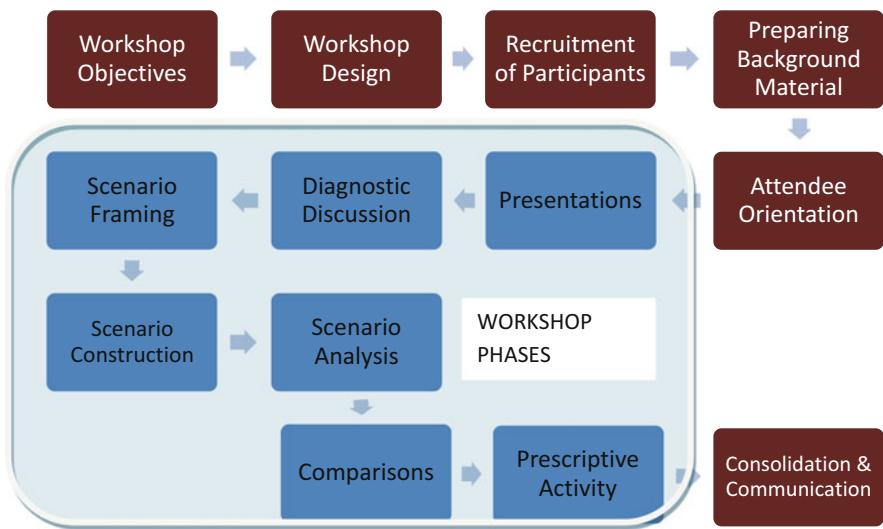 Workshop
Objectives
Workshop
Design
Recruitment
of Participants
Preparing
Background
Material
Attendee
Orientation
Presentations
Diagnostic
Discussion
Scenario
Framing
Scenario
Construction
Scenario
Analysis
WORKSHOP
PHASES
Comparisons
Prescriptive
Activity
Consolidation &
Communication